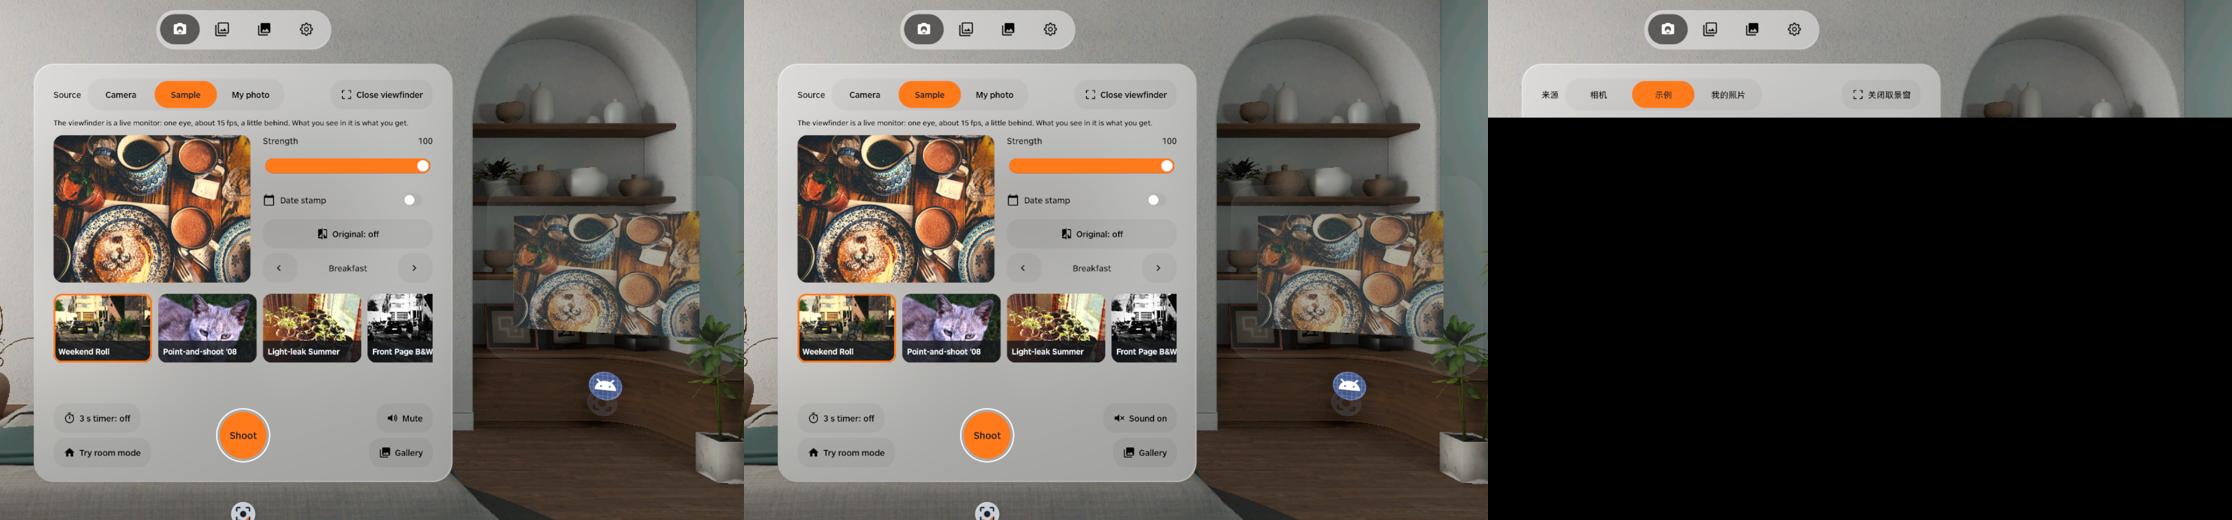 Source Camera Sample My photo Close viewfinder
The viewfinder is a live monitor: one eye, about 15 fps, a little behind. What you see in it is what you get.
Strength 100
Date stamp
Original: off
Breakfast
Weekend Roll Point-and-shoot '08 Light-leak Summer Front Page B&W
3 s timer: off Mute
Shoot
Try room mode Gallery
Source Camera Sample My photo Close viewfinder
The viewfinder is a live monitor: one eye, about 15 fps, a little behind. What you see in it is what you get.
Strength 100
Date stamp
Original: off
Breakfast
Weekend Roll Point-and-shoot '08 Light-leak Summer Front Page B&W
3 s timer: off Sound on
Shoot
Try room mode Gallery
来源 相机 示例 我的照片 关闭取景窗